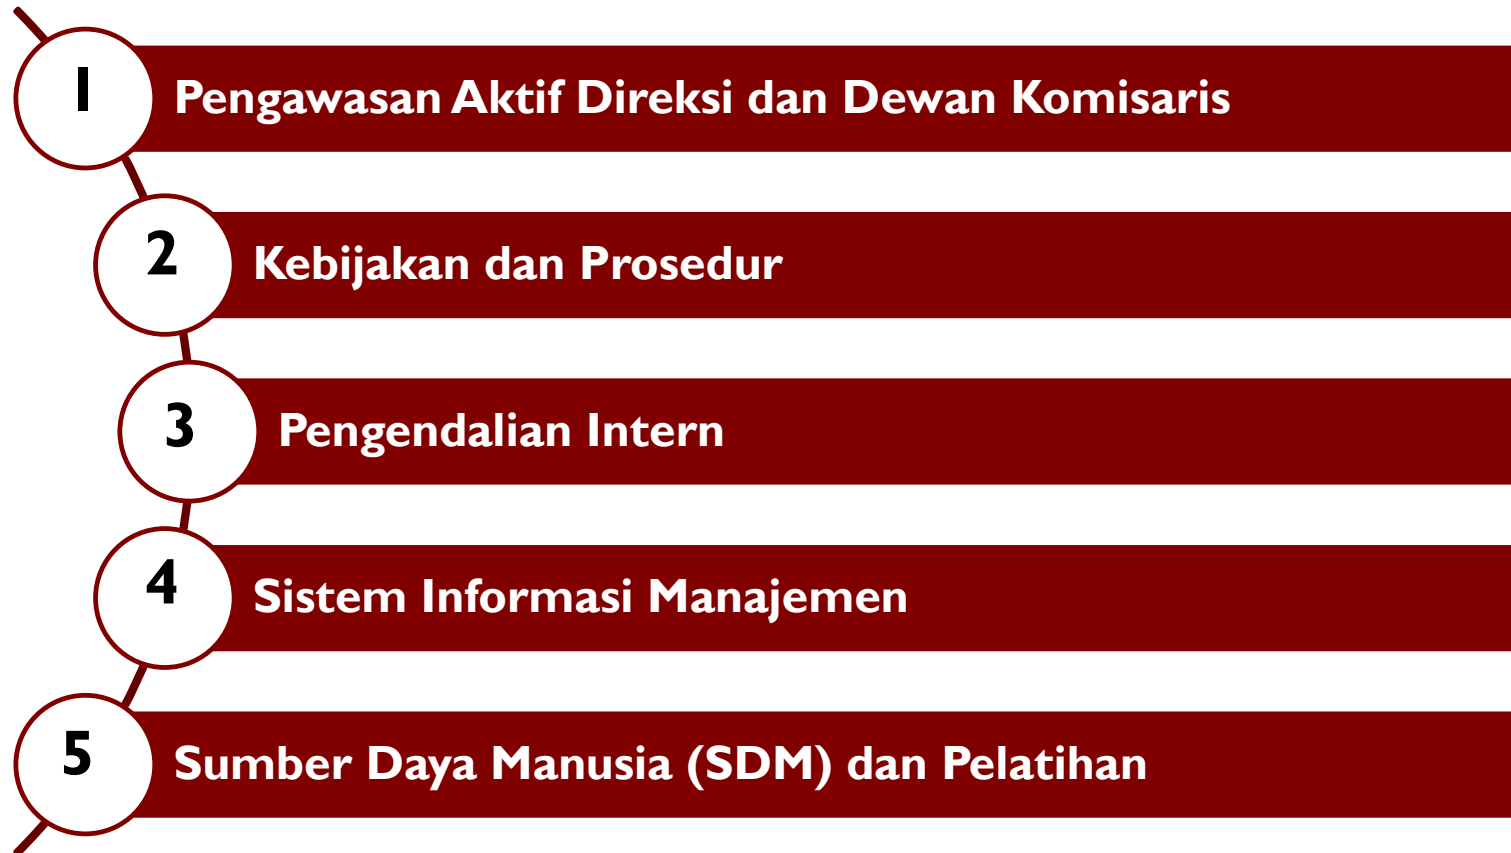 1
Pengawasan Aktif Direksi dan Dewan Komisaris
2
Kebijakan dan Prosedur
3
Pengendalian Intern
4
Sistem Informasi Manajemen
5
Sumber Daya Manusia (SDM) dan Pelatihan